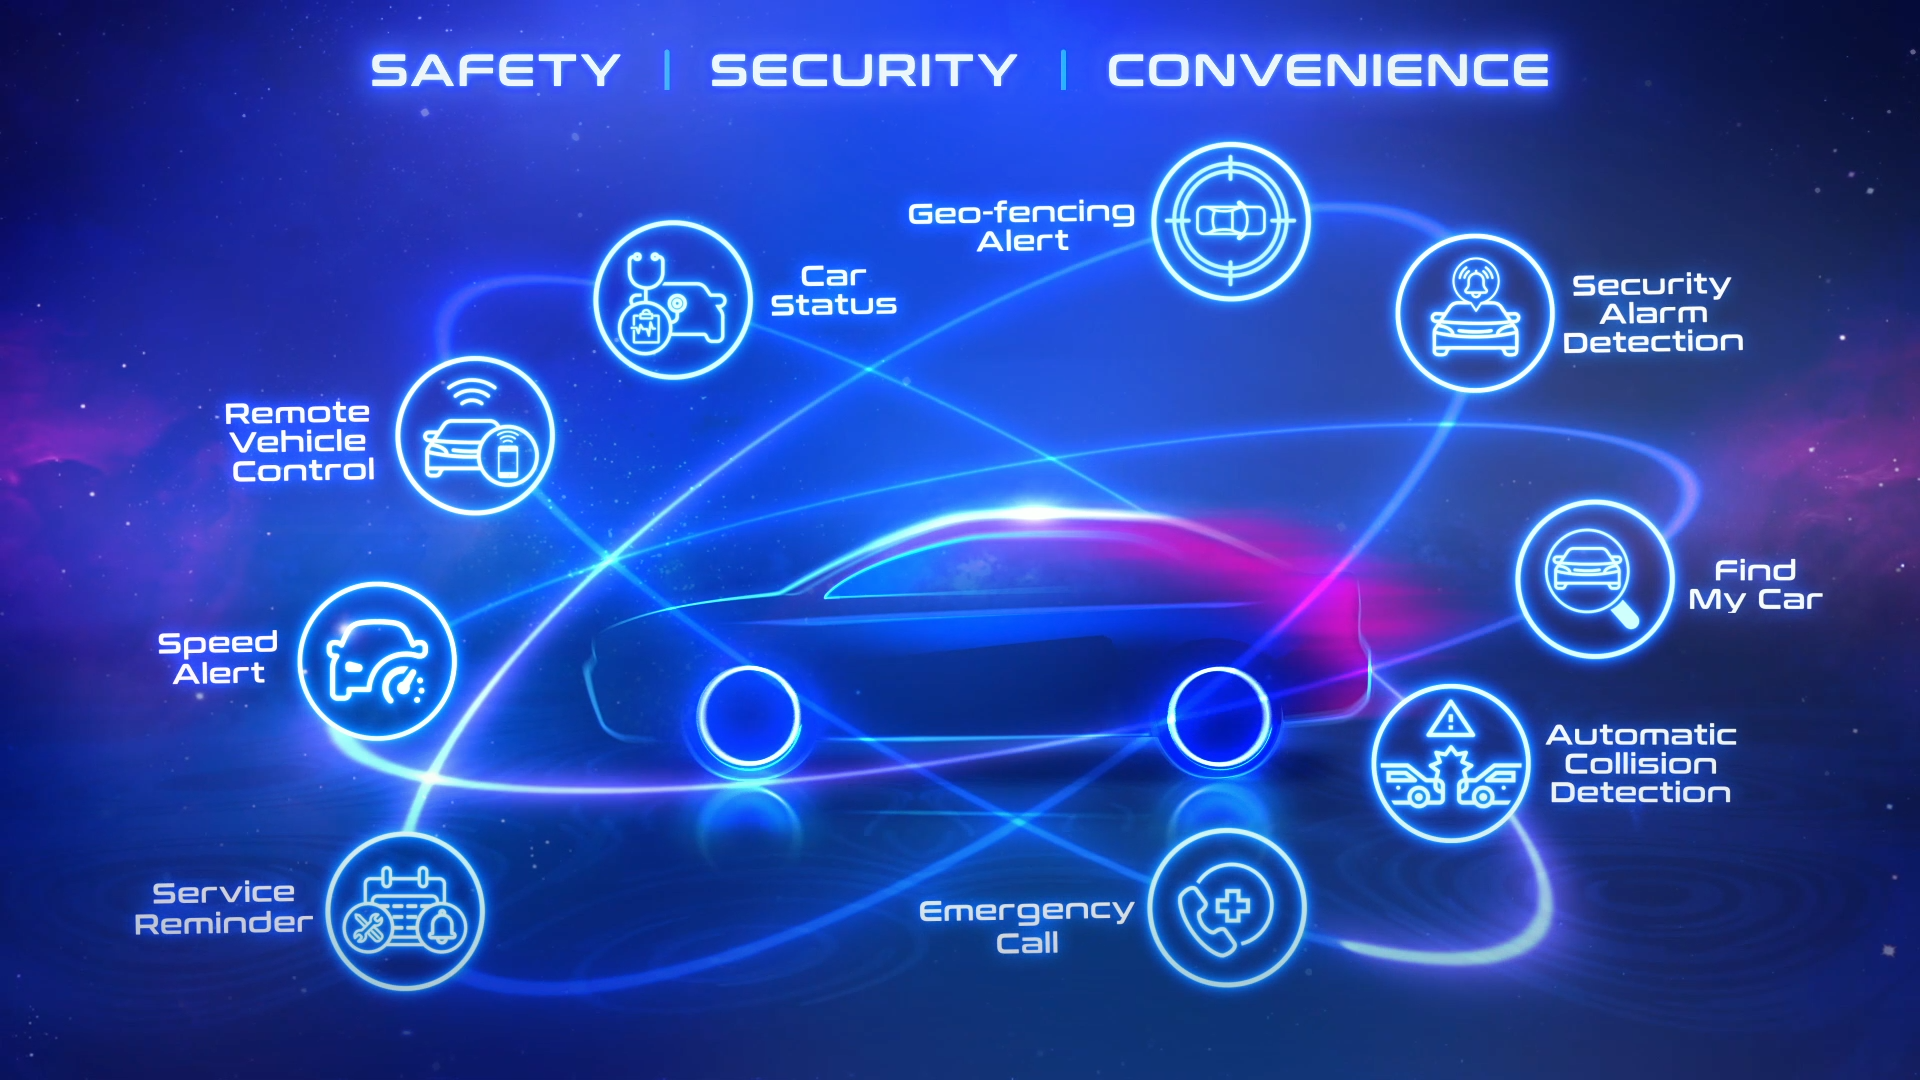 SAFETY | SECURITY | CONVENIENCE
Geo-fencing
Alert
Car
Status
Security
Alarm
Detection
Remote
Vehicle
Control
Find
My Car
Speed
Alert
Automatic
Collision
Detection
Service
Reminder
Emergency
Call